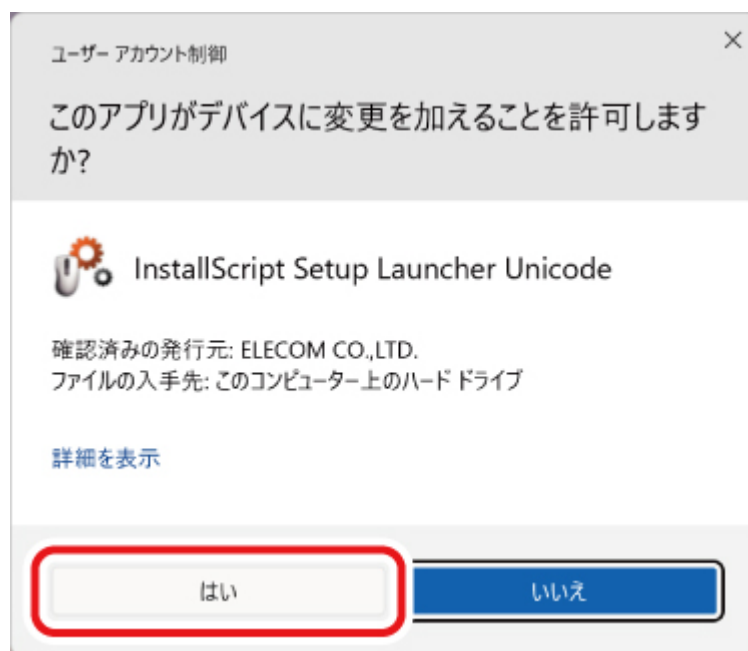 ユーザー アカウント制御
このアプリがデバイスに変更を加えることを許可します
か?
InstallScript Setup Launcher Unicode
確認済みの発行元: ELECOM CO.,LTD.
ファイルの入手先: このコンピューター上のハード ドライブ
詳細を表示
はい
いいえ